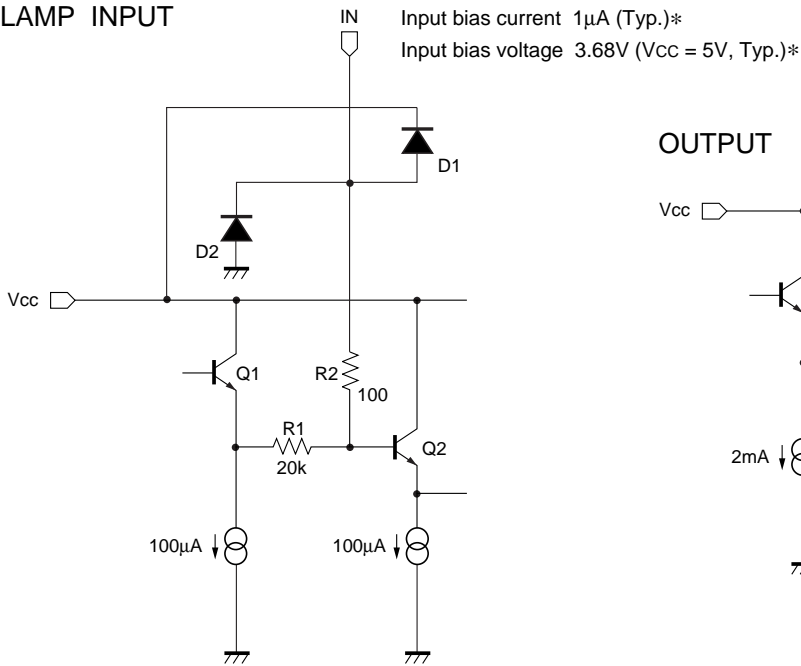 LAMP INPUT
IN
Input bias current 1μA (Typ.)*
Input bias voltage 3.68V (VCC = 5V, Typ.)*
D1
OUTPUT
Vcc
D2
Vcc
Q1
R2
100
R1
20k
Q2
2mA
100μA
100μA